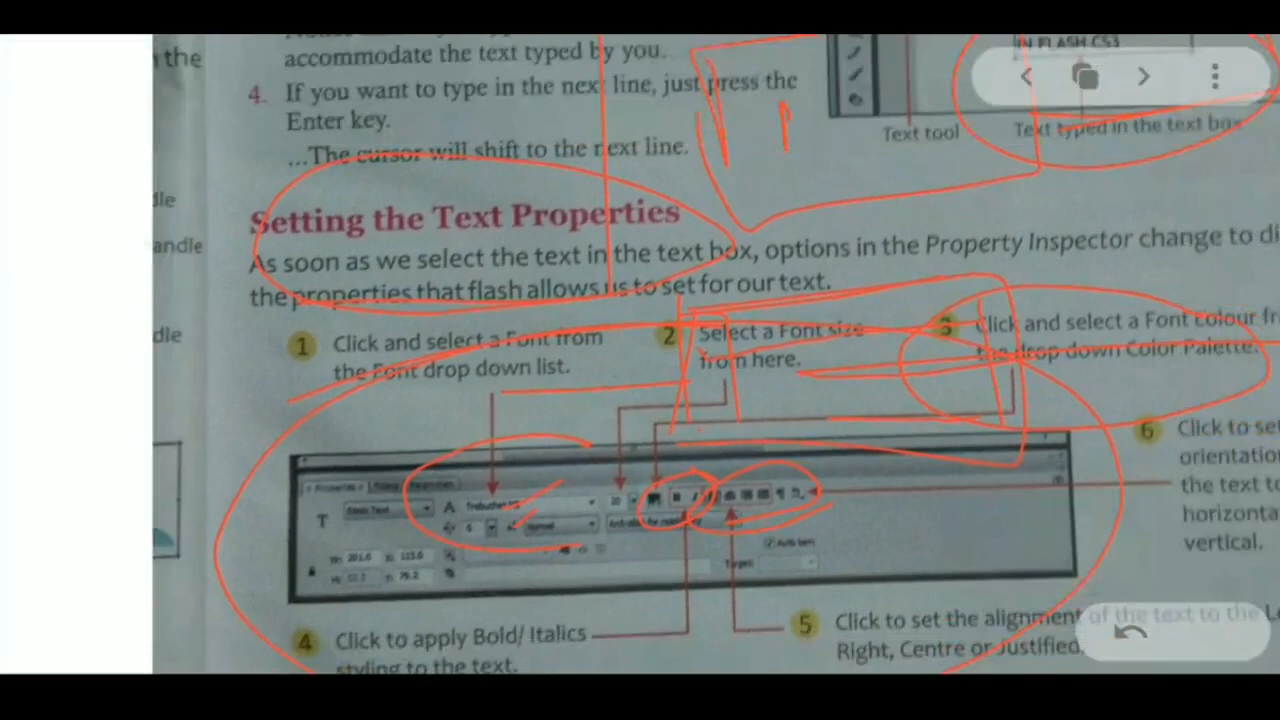 the
accommodate the text typed by you.
4. If you want to type in the next line, just press the
Enter key.
...The cursor will shift to the next line.
IN FLASH CS3
Text tool
Text typed in the text box
dle
andle
dle
Setting the Text Properties
As soon as we select the text in the text box, options in the Property Inspector change to di
the properties that flash allows us to set for our text.
1 Click and select a Font from
the Font drop down list.
2 Select a Font size
from here.
3 Click and select a Font colour fr
the drop down Color Palette.
6 Click to set
orientatio
the text to
horizonta
vertical.
T
A
4 Click to apply Bold/ Italics
styling to the text.
5 Click to set the alignment of the text to the Le
Right, Centre or Justified.